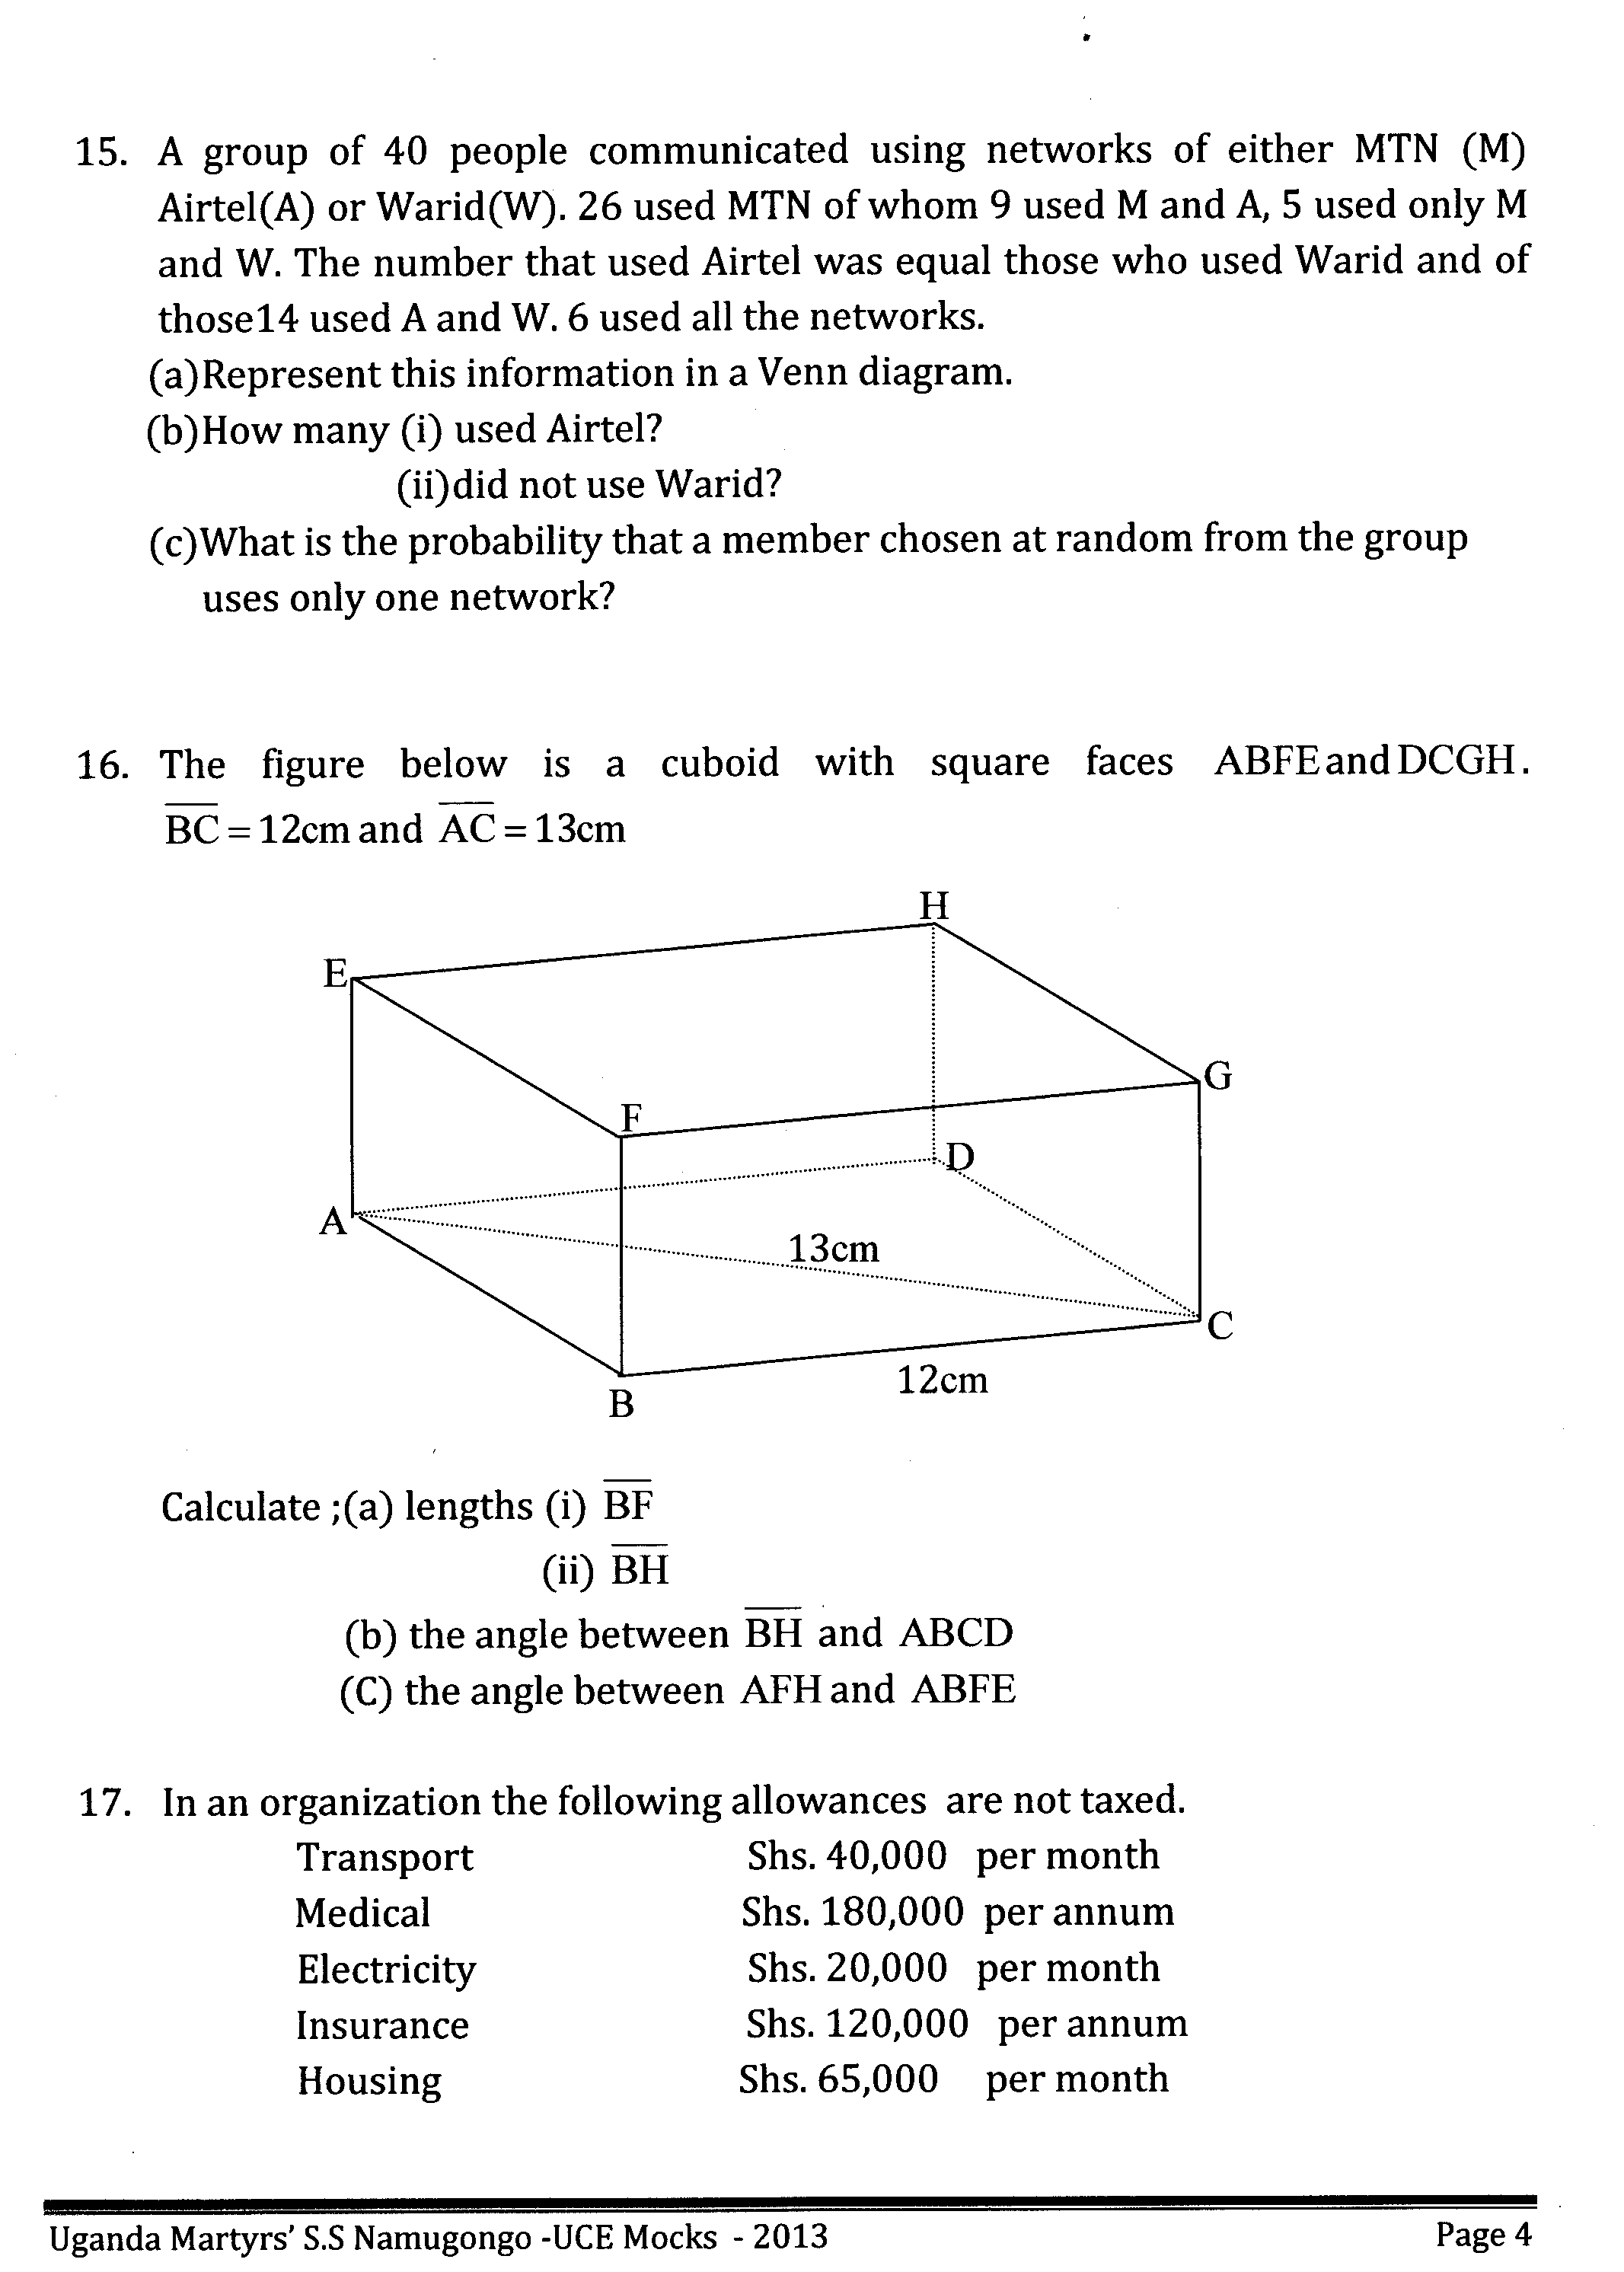 15. A group of 40 people communicated using networks of either MTN (M)
Airtel(A) or Warid(W). 26 used MTN of whom 9 used M and A, 5 used only M
and W. The number that used Airtel was equal those who used Warid and of
those14 used A and W. 6 used all the networks.
(a)Represent this information in a Venn diagram.
(b)How many (i) used Airtel?
(ii)did not use Warid?
(c)What is the probability that a member chosen at random from the group
uses only one network?
16. The figure below is a cuboid with square faces ABFEandDCGH.
BC = 12cm and AC = 13cm
H
E
G
F
D
A
13cm
C
12cm
B
Calculate ;(a) lengths (i) BF
(ii) BH
(b) the angle between BH and ABCD
(C) the angle between AFH and ABFE
17. In an organization the following allowances are not taxed.
Transport Shs. 40,000 per month
Medical Shs. 180,000 per annum
Electricity Shs. 20,000 per month
Insurance Shs. 120,000 per annum
Housing Shs. 65,000 per month
Uganda Martyrs' S.S Namugongo -UCE Mocks - 2013 Page 4